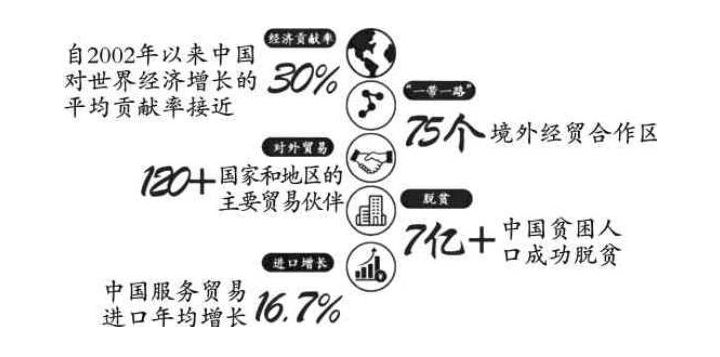 经济贡献率
自2002年以来中国
对世界经济增长的
平均贡献率接近
30%
“一带一路”
75个 境外经贸合作区
对外贸易
120+ 国家和地区的
主要贸易伙伴
脱贫
7亿+ 中国贫困人
口成功脱贫
进口增长
中国服务贸易
进口年均增长 16.7%